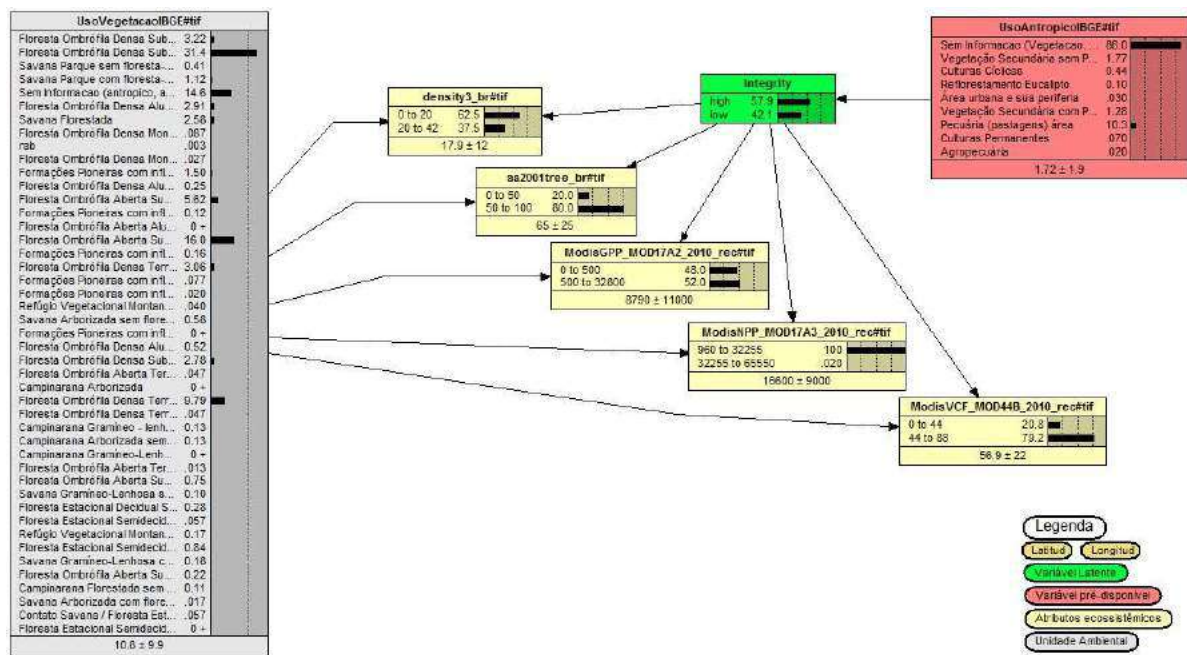 UsoVegetacaoIBGE#tif
Floresta Ombrófila Densa Sub... 3.22
Floresta Ombrófila Densa Sub... 31.4
Savana Parque sem floresta-... 0.41
Savana Parque com floresta-... 1.12
Sem Informacao (antropico, a... 14.6
Floresta Ombrófila Densa Alu... 2.91
Savana Florestada 2.58
Floresta Ombrófila Densa Mon... .087
rab .003
Floresta Ombrófila Densa Mon... .027
Formações Pioneiras com infl... 1.50
Floresta Ombrófila Densa Alu... 0.25
Floresta Ombrófila Aberta Su... 5.62
Formações Pioneiras com infl... 0.12
Floresta Ombrófila Aberta Alu... 0 +
Floresta Ombrófila Aberta Su... 16.0
Formações Pioneiras com infl... 0.16
Floresta Ombrófila Densa Terr... 3.06
Formações Pioneiras com infl... .077
Formações Pioneiras com infl... .020
Refúgio Vegetacional Montan... .040
Savana Arborizada sem flore... 0.58
Formações Pioneiras com infl... 0 +
Floresta Ombrófila Densa Alu... 0.52
Floresta Ombrófila Densa Sub... 2.78
Floresta Ombrófila Aberta Ter... .047
Campinarana Arborizada 0 +
Floresta Ombrófila Densa Terr... 9.79
Floresta Ombrófila Densa Terr... .047
Campinarana Gramíneo - lenh... 0.13
Campinarana Arborizada sem... 0.13
Campinarana Gramíneo-Lenh... 0 +
Floresta Ombrófila Aberta Ter... .013
Floresta Ombrófila Aberta Su... 0.75
Savana Gramíneo-Lenhosa s... 0.10
Floresta Estacional Decidual S... 0.28
Floresta Estacional Semidecid... .057
Refúgio Vegetacional Montan... 0.17
Floresta Estacional Semidecid... 0.84
Savana Gramíneo-Lenhosa c... 0.18
Floresta Ombrófila Aberta Su... 0.22
Campinarana Florestada sem ... 0.11
Savana Arborizada com flore... .017
Contato Savana / Floresta Est... .057
Floresta Estacional Semidecid... 0 +
10.8 ± 9.9
density3_br#tif
0 to 20 62.5
20 to 42 37.5
17.9 ± 12
Integrity
high 57.9
low 42.1
UsoAntropicoIBGE#tif
Sem Informacao (Vegetacao, ... 86.0
Vegetação Secundária sem P... 1.77
Culturas Cíclicas 0.44
Reflorestamento Eucalipto 0.10
Área urbana e sua periferia .030
Vegetação Secundária com P... 1.28
Pecuária (pastagens) área 10.3
Culturas Permanentes .070
Agropecuária .020
1.72 ± 1.9
aa2001tree_br#tif
0 to 50 20.0
50 to 100 80.0
65 ± 25
ModisGPP_MOD17A2_2010_rec#tif
0 to 500 48.0
500 to 32800 52.0
8790 ± 11000
ModisNPP_MOD17A3_2010_rec#tif
960 to 32255 100
32255 to 65550 .020
16600 ± 9000
ModisVCF_MOD44B_2010_rec#tif
0 to 44 20.8
44 to 88 79.2
56.9 ± 22
Legenda
Latitud Longitud
Variável Latente
Variável pré-disponível
Atributos ecossistêmicos
Unidade Ambiental